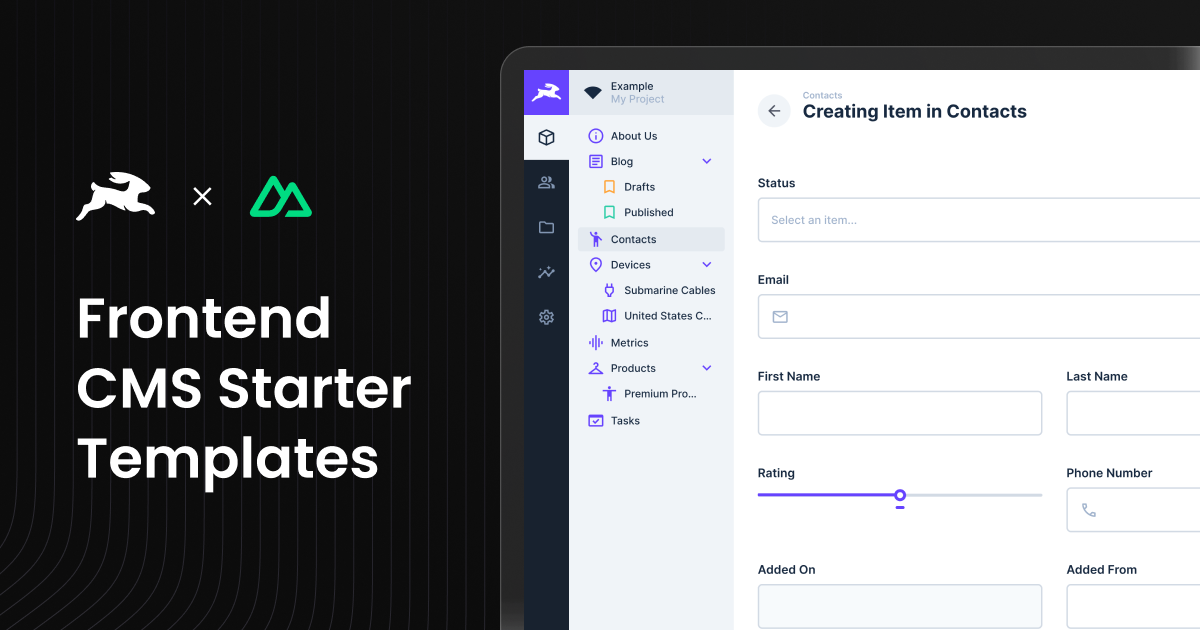 Frontend
CMS Starter
Templates
Example
My Project
About Us
Blog
Drafts
Published
Contacts
Devices
Submarine Cables
United States C...
Metrics
Products
Premium Pro...
Tasks
Contacts
Creating Item in Contacts
Status
Select an item...
Email
First Name
Last Name
Rating
Phone Number
Added On
Added From